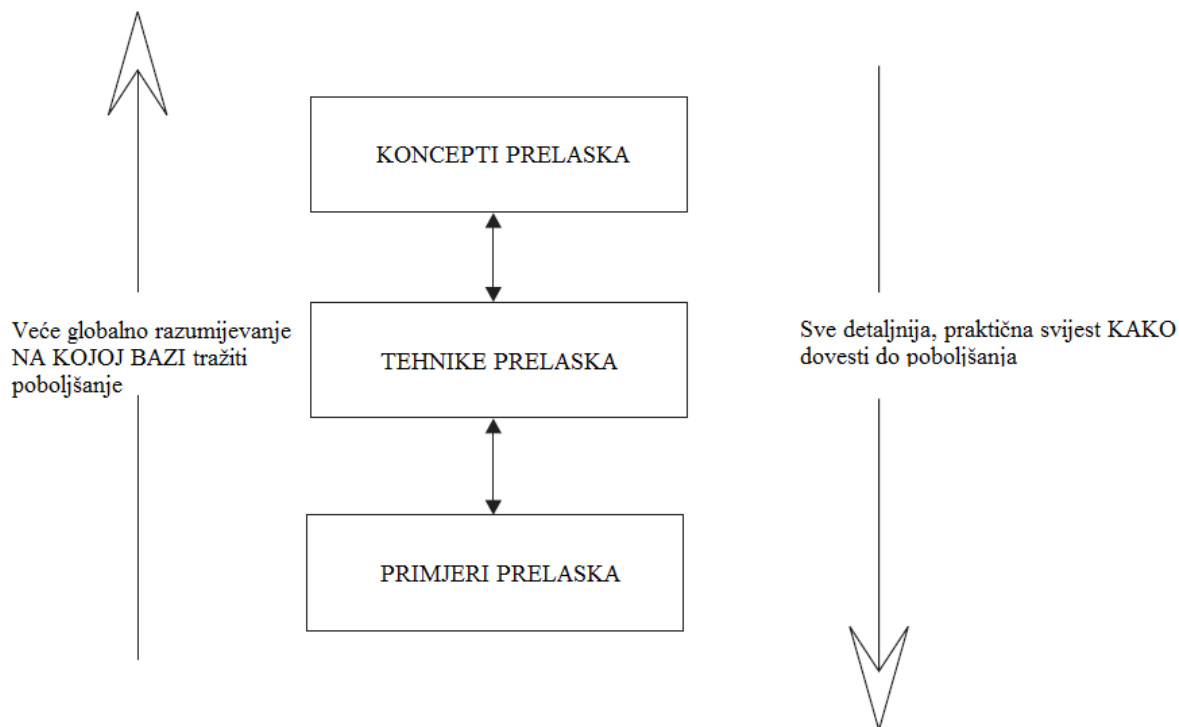 KONCEPTI PRELASKA
Veće globalno razumijevanje
NA KOJOJ BAZI tražiti
poboljšanje
TEHNIKE PRELASKA
Sve detaljnija, praktična svijest KAKO
dovesti do poboljšanja
PRIMJERI PRELASKA